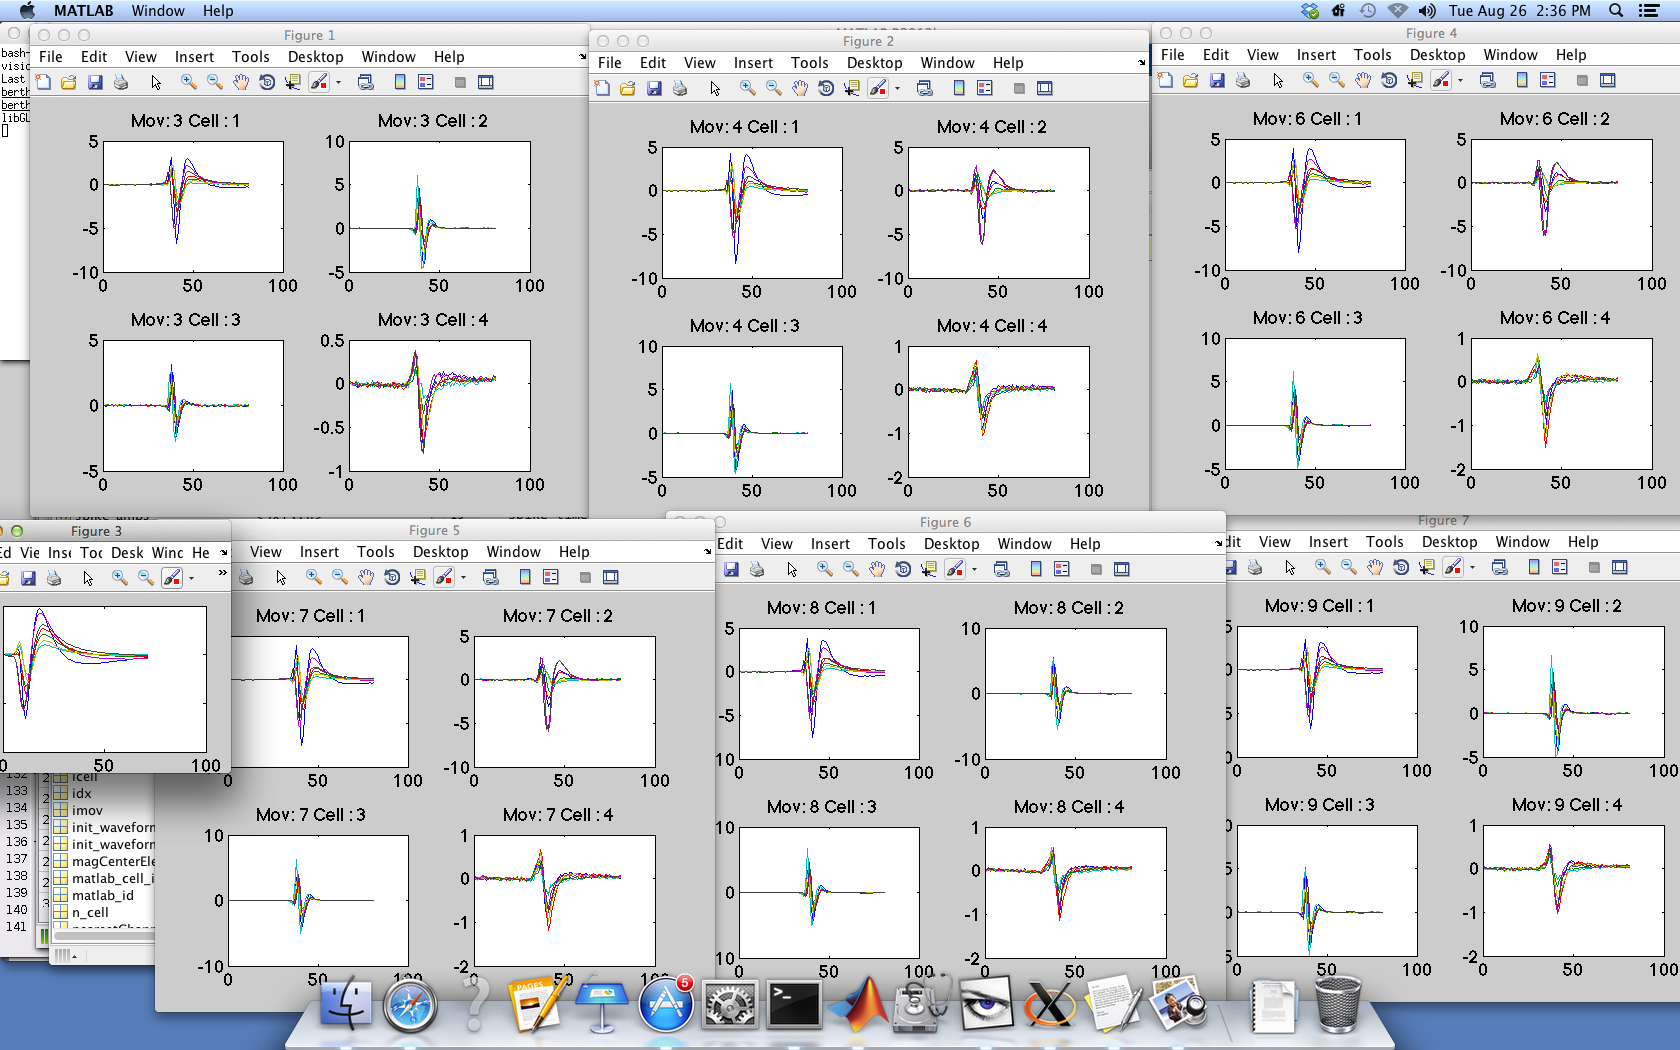 MATLAB Window Help
Tue Aug 26 2:36 PM
bash-
visio
Last
berth
berth
libGL
Figure 1
File Edit View Insert Tools Desktop Window Help
Mov: 3 Cell : 1
5
0
-5
-10
0 50 100
Mov: 3 Cell : 2
10
5
0
-5
0 50 100
Mov: 3 Cell : 3
5
0
-5
0 50 100
Mov: 3 Cell : 4
0.5
0
-0.5
-1
0 50 100
Figure 2
File Edit View Insert Tools Desktop Window Help
Mov: 4 Cell : 1
5
0
-5
-10
0 50 100
Mov: 4 Cell : 2
5
0
-5
-10
0 50 100
Mov: 4 Cell : 3
10
5
0
-5
0 50 100
Mov: 4 Cell : 4
1
0
-1
-2
0 50 100
Figure 4
File Edit View Insert Tools Desktop Window Help
Mov: 6 Cell : 1
5
0
-5
-10
0 50 100
Mov: 6 Cell : 2
5
0
-5
-10
0 50 100
Mov: 6 Cell : 3
10
5
0
-5
0 50 100
Mov: 6 Cell : 4
1
0
-1
-2
0 50 100
Figure 3
Ed Vie Inse Toc Desk Winc He
0 50 100
132
133
134
135
136
137
138
139
140
141
icell
idx
imov
init_waveform
init_waveform
magCenterEle
matlab_cell_i
matlab_id
n_cell
Figure 5
View Insert Tools Desktop Window Help
Mov: 7 Cell : 1
0 50 100
Mov: 7 Cell : 2
5
0
-5
-10
0 50 100
Mov: 7 Cell : 3
10
0
-10
0 50 100
Mov: 7 Cell : 4
1
0
-1
-2
0 50 100
Figure 6
Edit View Insert Tools Desktop Window Help
Mov: 8 Cell : 1
5
0
-5
10
0 50 100
Mov: 8 Cell : 2
10
0
-10
0 50 100
Mov: 8 Cell : 3
10
0
10
0 50 100
Mov: 8 Cell : 4
1
0
-1
-2
0 50 100
Figure 7
dit View Insert Tools Desktop Window Help
Mov: 9 Cell : 1
5
0
-5
0 50 100
Mov: 9 Cell : 2
10
5
0
-5
0 50 100
Mov: 9 Cell : 3
10
5
0
-5
0 50 100
Mov: 9 Cell : 4
1
0
-1
-2
0 50 100
PAGES
5